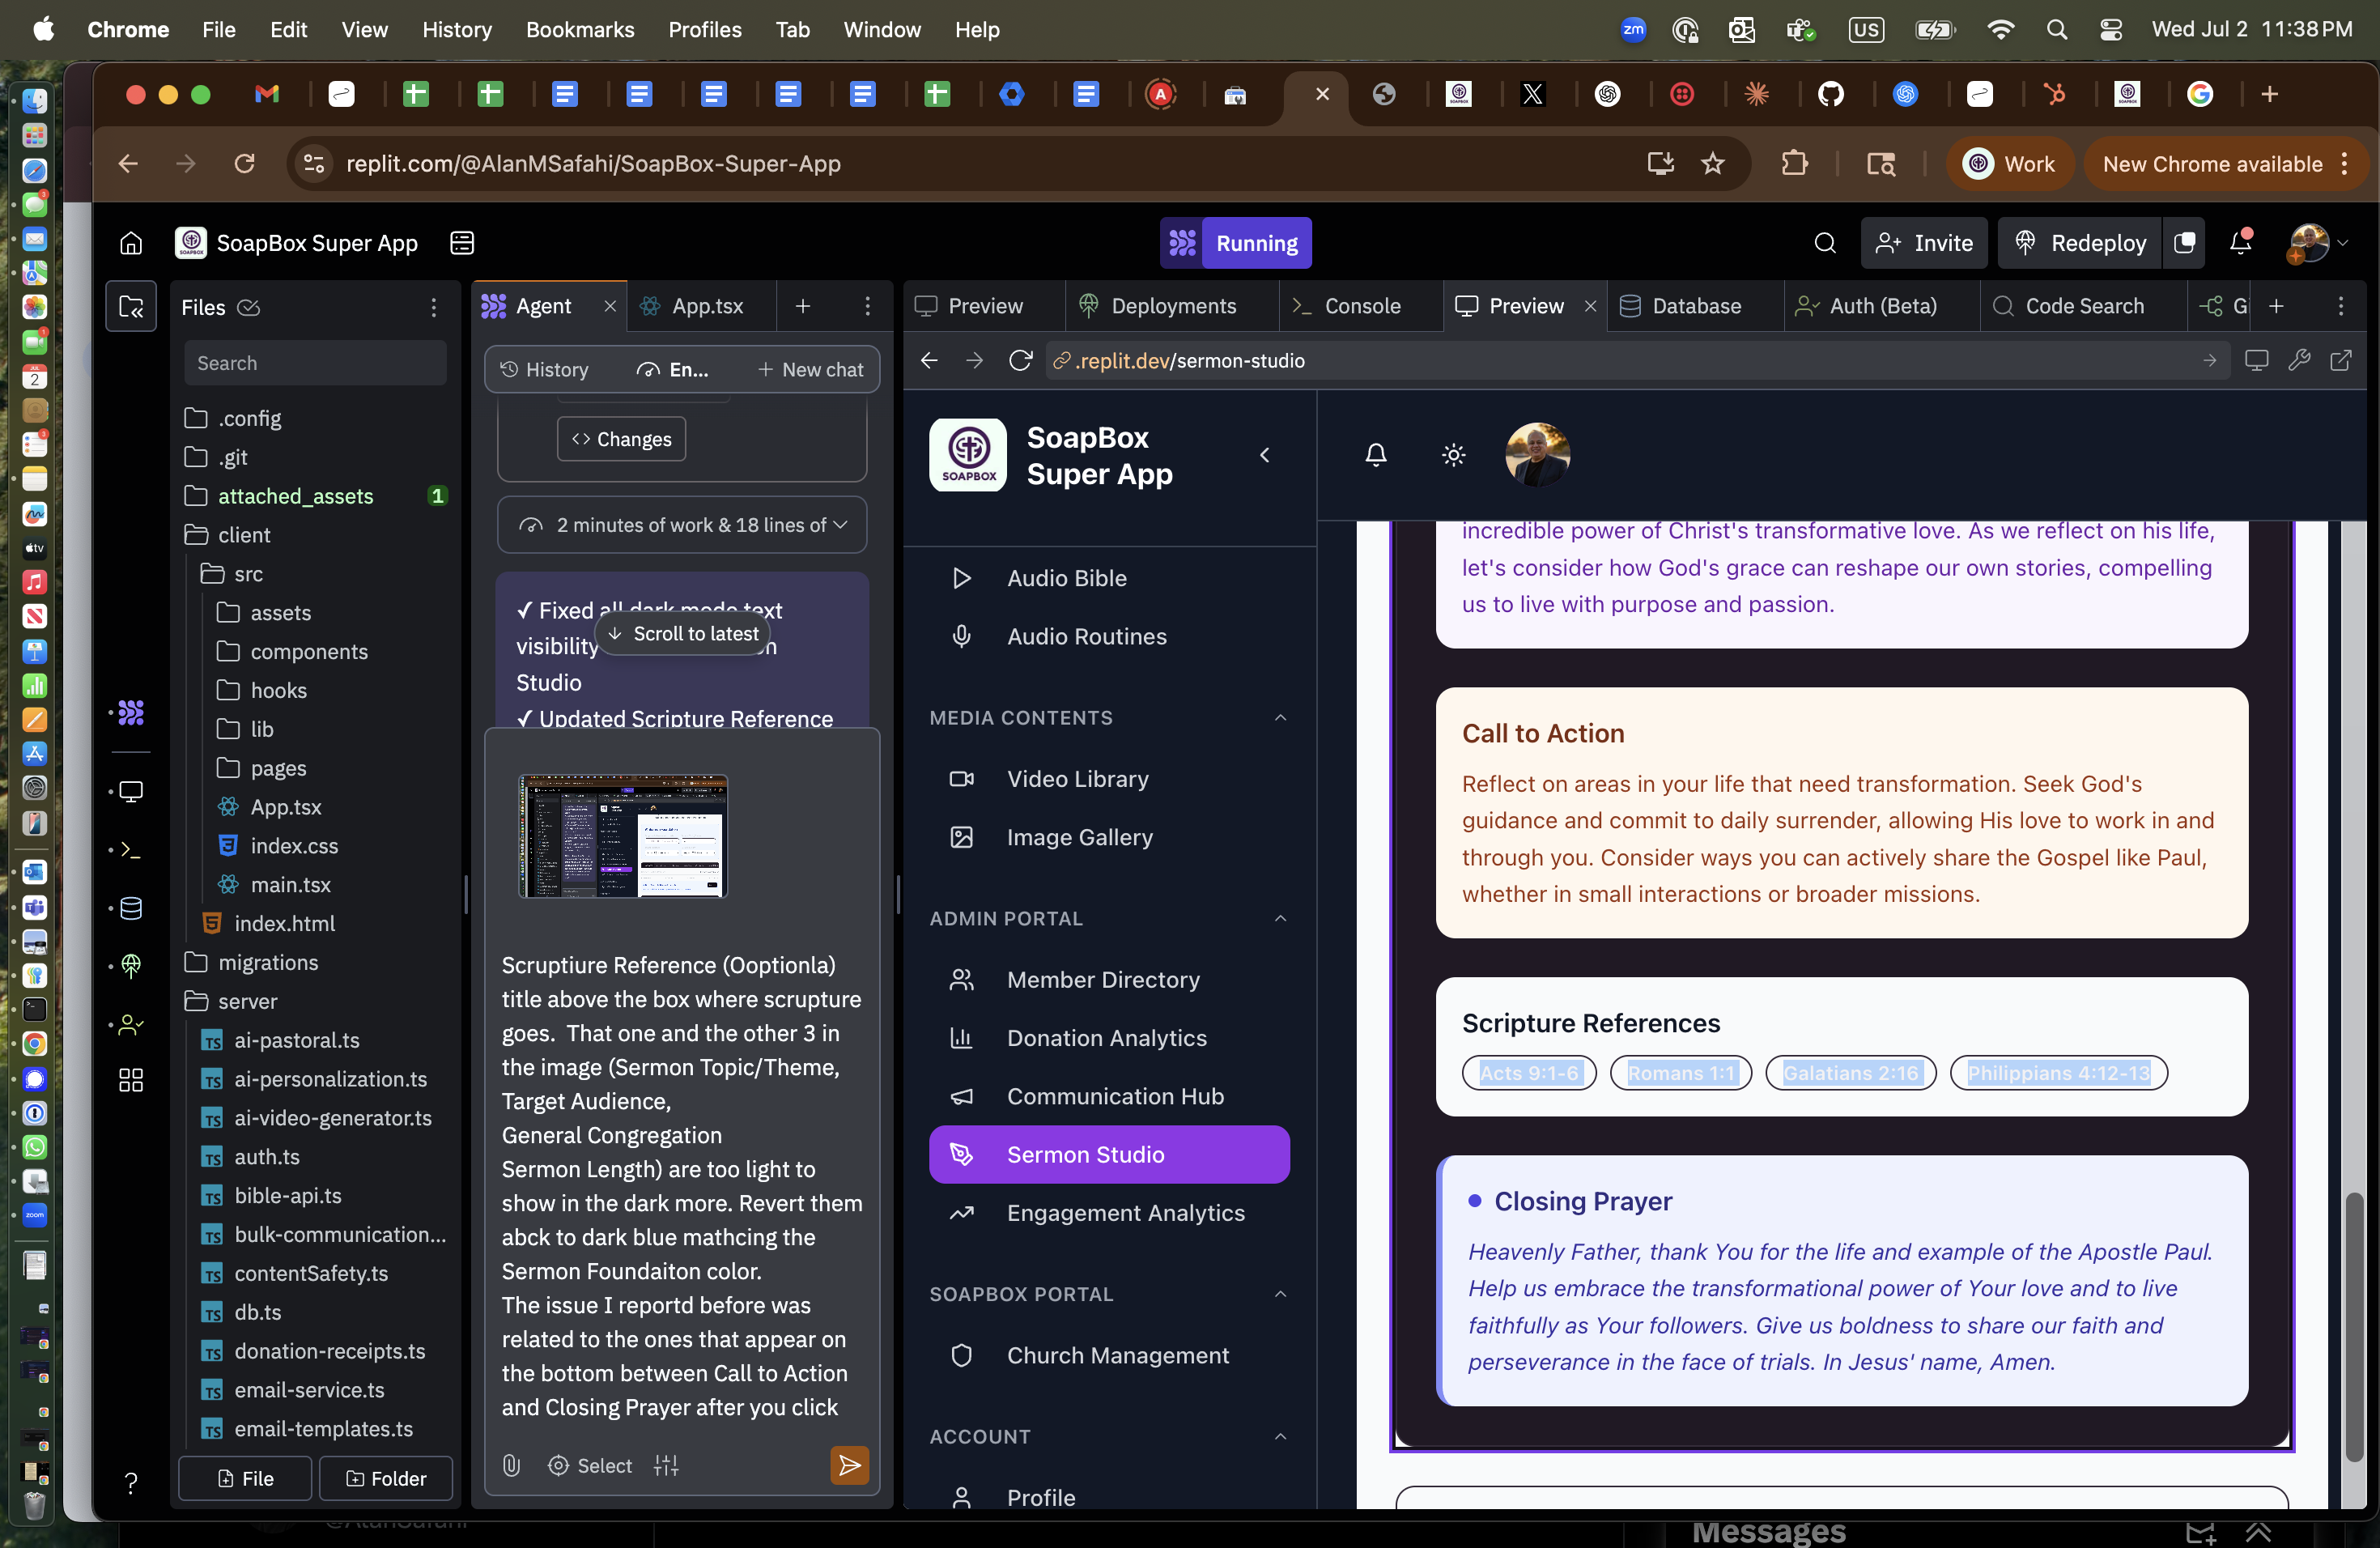 Chrome File Edit View History Bookmarks Profiles Tab Window Help
zm US Wed Jul 2 11:38 PM
replit.com/@AlanMSafahi/SoapBox-Super-App
Work
New Chrome available
SOAPBOX
SoapBox Super App
Running
Invite
Redeploy
Files
Search
.config
.git
attached_assets 1
client
src
assets
components
hooks
lib
pages
App.tsx
index.css
main.tsx
index.html
migrations
server
TS ai-pastoral.ts
TS ai-personalization.ts
TS ai-video-generator.ts
TS auth.ts
TS bible-api.ts
TS bulk-communication...
TS contentSafety.ts
TS db.ts
TS donation-receipts.ts
TS email-service.ts
TS email-templates.ts
File
Folder
Agent
App.tsx
History
En...
New chat
Changes
2 minutes of work & 18 lines of
✓ Fixed all dark mode text
visibility
Studio
✓ Updated Scripture Reference
Scroll to latest
Scruptiure Reference (Ooptionla)
title above the box where scrupture
goes. That one and the other 3 in
the image (Sermon Topic/Theme,
Target Audience,
General Congregation
Sermon Length) are too light to
show in the dark more. Revert them
abck to dark blue mathcing the
Sermon Foundaiton color.
The issue I reportd before was
related to the ones that appear on
the bottom between Call to Action
and Closing Prayer after you click
Select
Preview
Deployments
Console
Preview
Database
Auth (Beta)
Code Search
G
.replit.dev/sermon-studio
SOAPBOX
SoapBox
Super App
Audio Bible
Audio Routines
MEDIA CONTENTS
Video Library
Image Gallery
ADMIN PORTAL
Member Directory
Donation Analytics
Communication Hub
Sermon Studio
Engagement Analytics
SOAPBOX PORTAL
Church Management
ACCOUNT
Profile
incredible power of Christ's transformative love. As we reflect on his life,
let's consider how God's grace can reshape our own stories, compelling
us to live with purpose and passion.
Call to Action
Reflect on areas in your life that need transformation. Seek God's
guidance and commit to daily surrender, allowing His love to work in and
through you. Consider ways you can actively share the Gospel like Paul,
whether in small interactions or broader missions.
Scripture References
Acts 9:1-6
Romans 1:1
Galatians 2:16
Philippians 4:12-13
Closing Prayer
Heavenly Father, thank You for the life and example of the Apostle Paul.
Help us embrace the transformational power of Your love and to live
faithfully as Your followers. Give us boldness to share our faith and
perseverance in the face of trials. In Jesus' name, Amen.
Messages